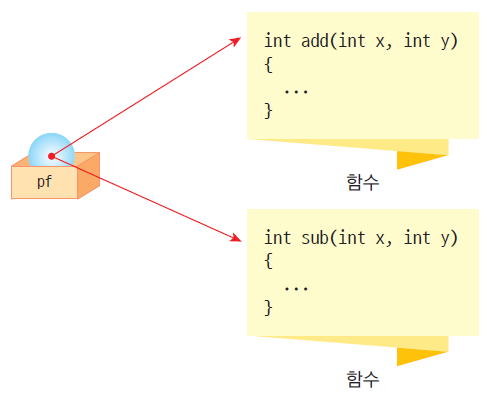 int add(int x, int y)
{
...
}
함수
pf
int sub(int x, int y)
{
...
}
함수